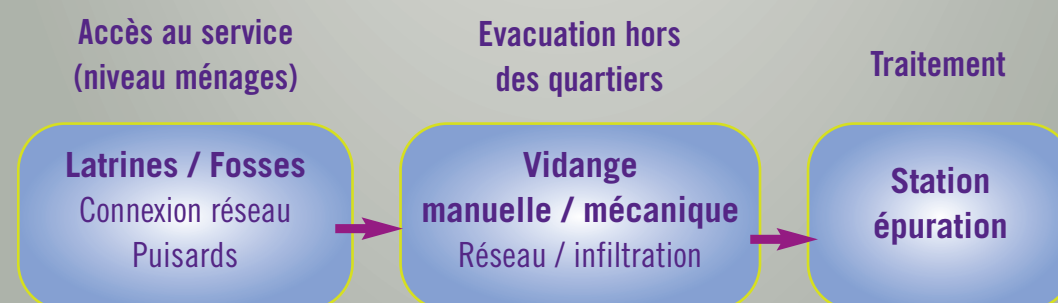 Accès au service
(niveau ménages)
Evacuation hors
des quartiers
Traitement
Latrines / Fosses
Connexion réseau
Puisards
Vidange
manuelle / mécanique
Réseau / infiltration
Station
épuration